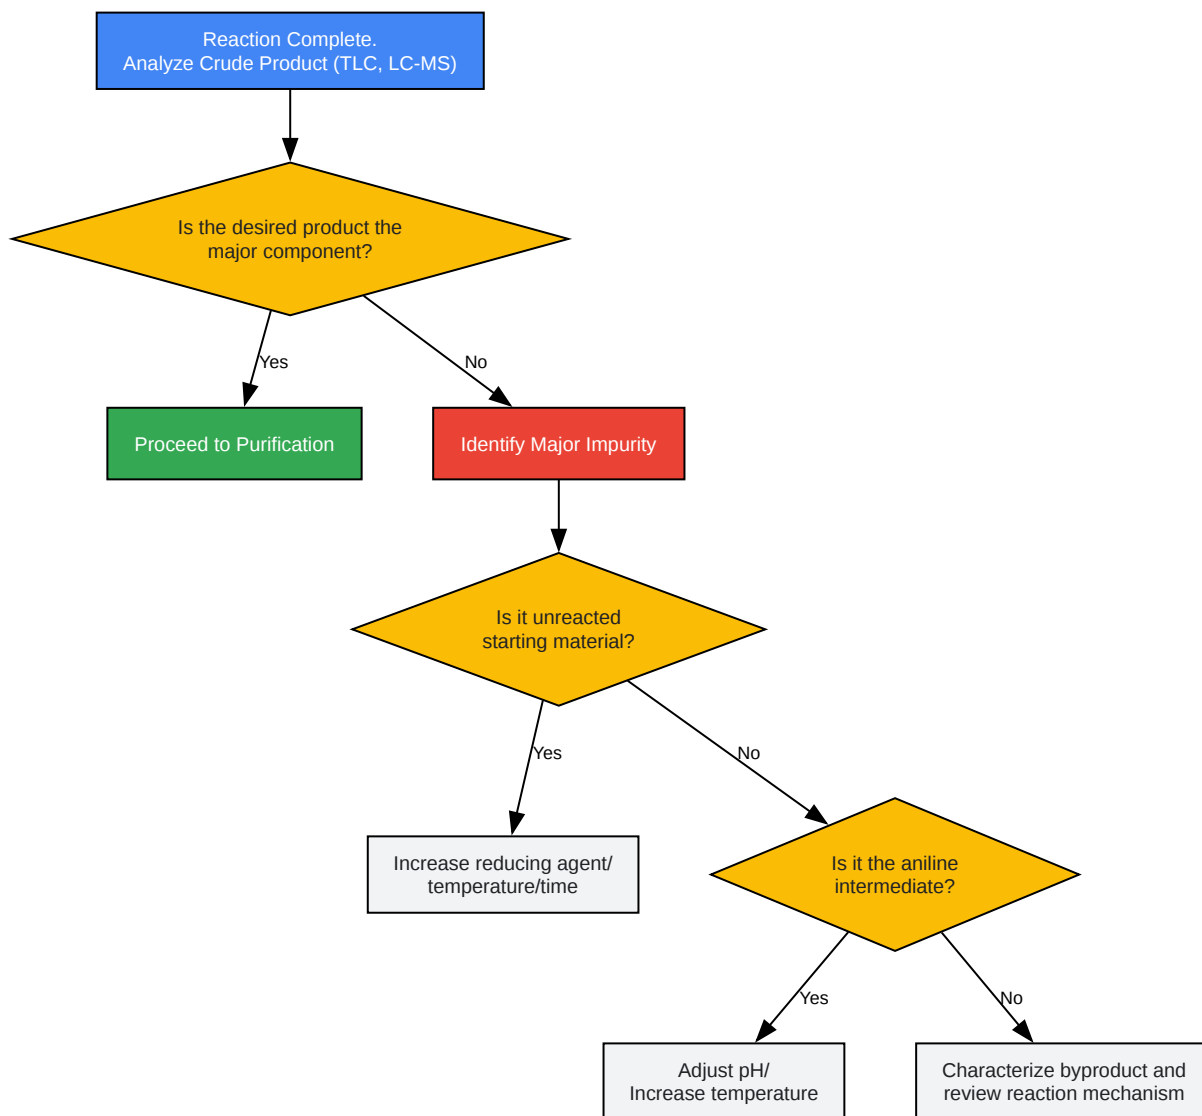 Reaction Complete.
Analyze Crude Product (TLC, LC-MS)
Is the desired product the
major component?
Yes
No
Proceed to Purification
Identify Major Impurity
Is it unreacted
starting material?
Yes
No
Increase reducing agent/
temperature/time
Is it the aniline
intermediate?
Yes
No
Adjust pH/
Increase temperature
Characterize byproduct and
review reaction mechanism